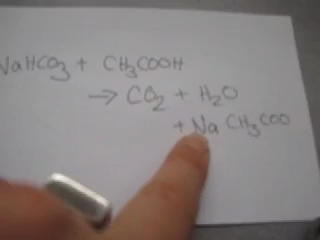 NaHCO₃ + CH₃COOH
→ CO₂ + H₂O
+ Na CH₃COO